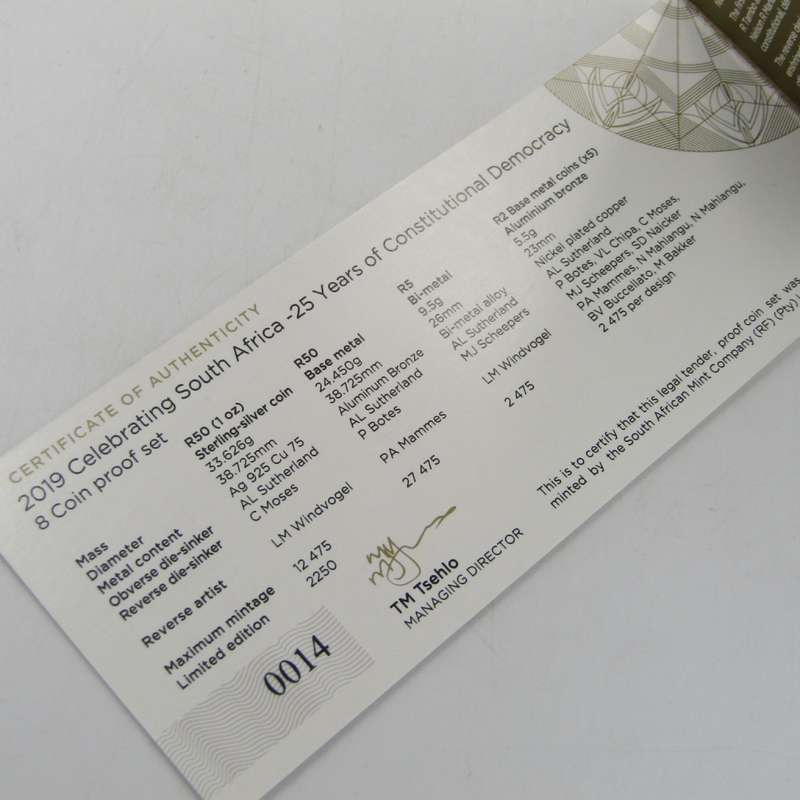 CERTIFICATE OF AUTHENTICITY
2019 Celebrating South Africa -25 Years of Constitutional Democracy
8 Coin proof set
R50 (1 oz) R50 R5 R2 Base metal coins (x5)
Sterling-silver coin Base metal Bi-metal Aluminium bronze
Mass 33,626g 24.450g 9.5g 5.5g
Diameter 38.725mm 38.725mm 26mm 23mm
Metal content Ag 925 Cu 75 Aluminum Bronze Bi-metal alloy Nickel plated copper
Obverse die-sinker AL Sutherland AL Sutherland AL Sutherland AL Sutherland
Reverse die-sinker C Moses P Botes MJ Scheepers P Botes, VL Chipa, C Moses,
MJ Scheepers, SD Naicker
Reverse artist LM Windvogel PA Mammes LM Windvogel PA Mammes, N Mahlangu, N Mahlangu,
BV Buccellato, M Bakker
Maximum mintage 12 475 27 475 2 475 2 475 per design
Limited edition 2250
0014
TM Tsehlo
MANAGING DIRECTOR
This is to certify that this legal tender, proof coin set was
minted by the South African Mint Company (RF) (Pty)